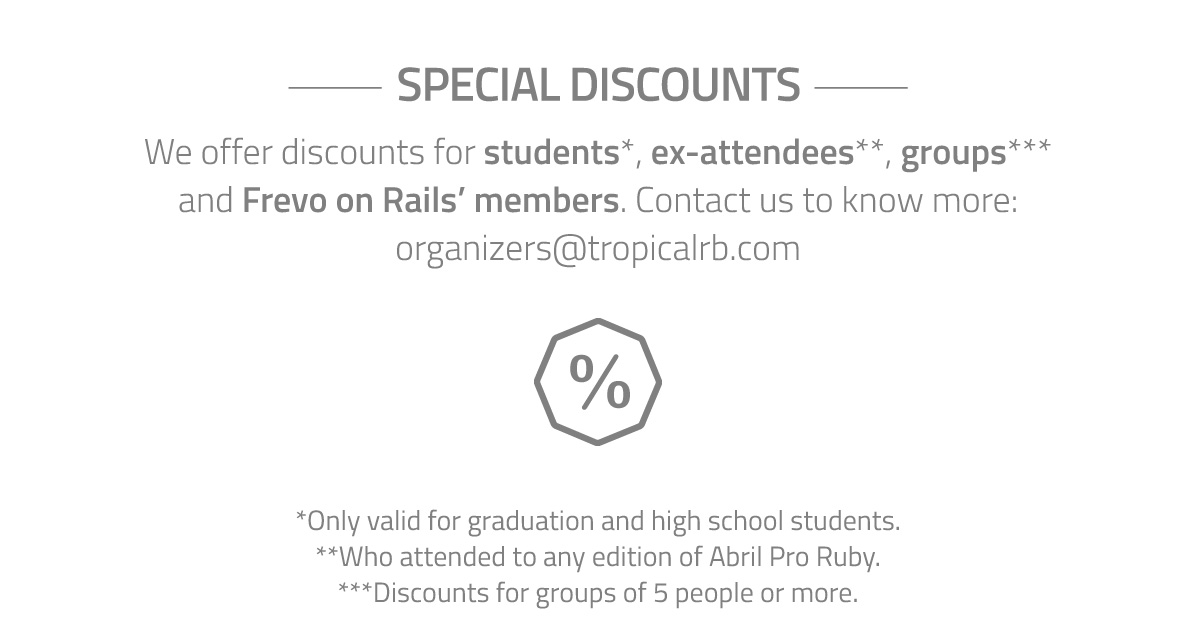 SPECIAL DISCOUNTS
We offer discounts for students*, ex-attendees**, groups***
and Frevo on Rails’ members. Contact us to know more:
organizers@tropicalrb.com
%
*Only valid for graduation and high school students.
**Who attended to any edition of Abril Pro Ruby.
***Discounts for groups of 5 people or more.